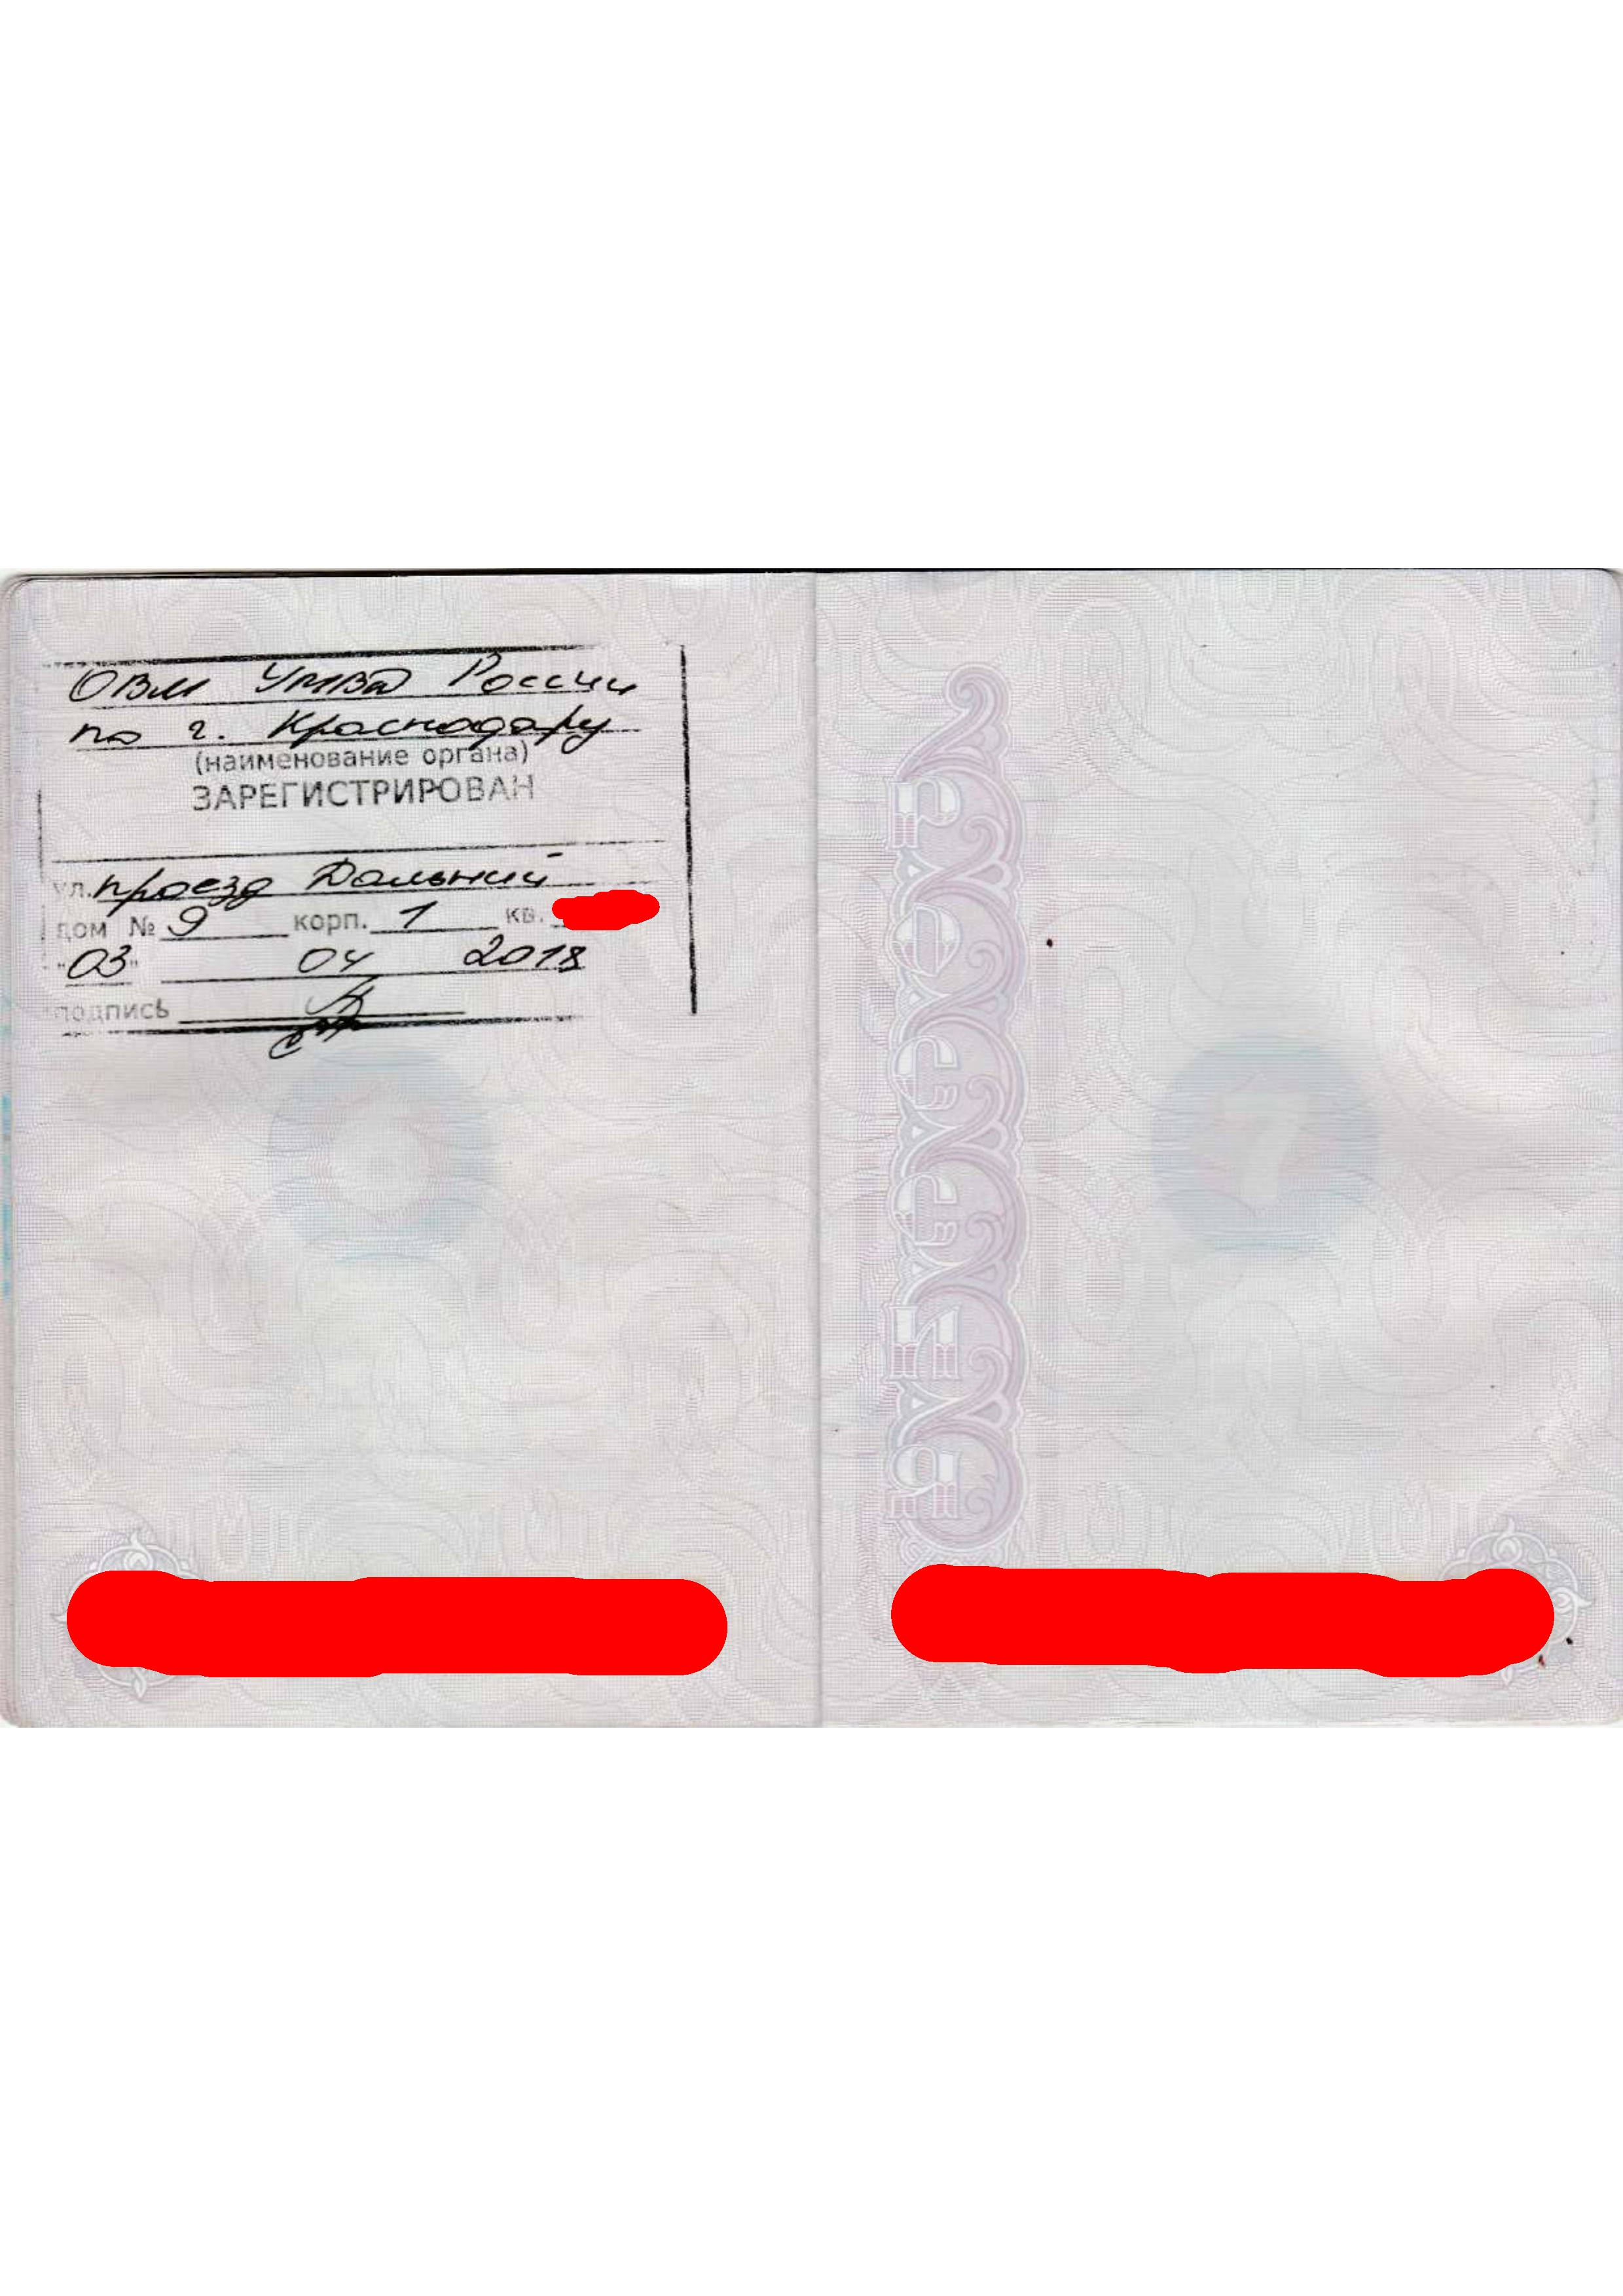 ОВМ УМВД России
по г. Краснодару
(наименование органа)
ЗАРЕГИСТРИРОВАН
ул. проезд Дальний
дом № 9 корп. 1 кв.
"03" 04 2018
подпись
РОССИЯ
7